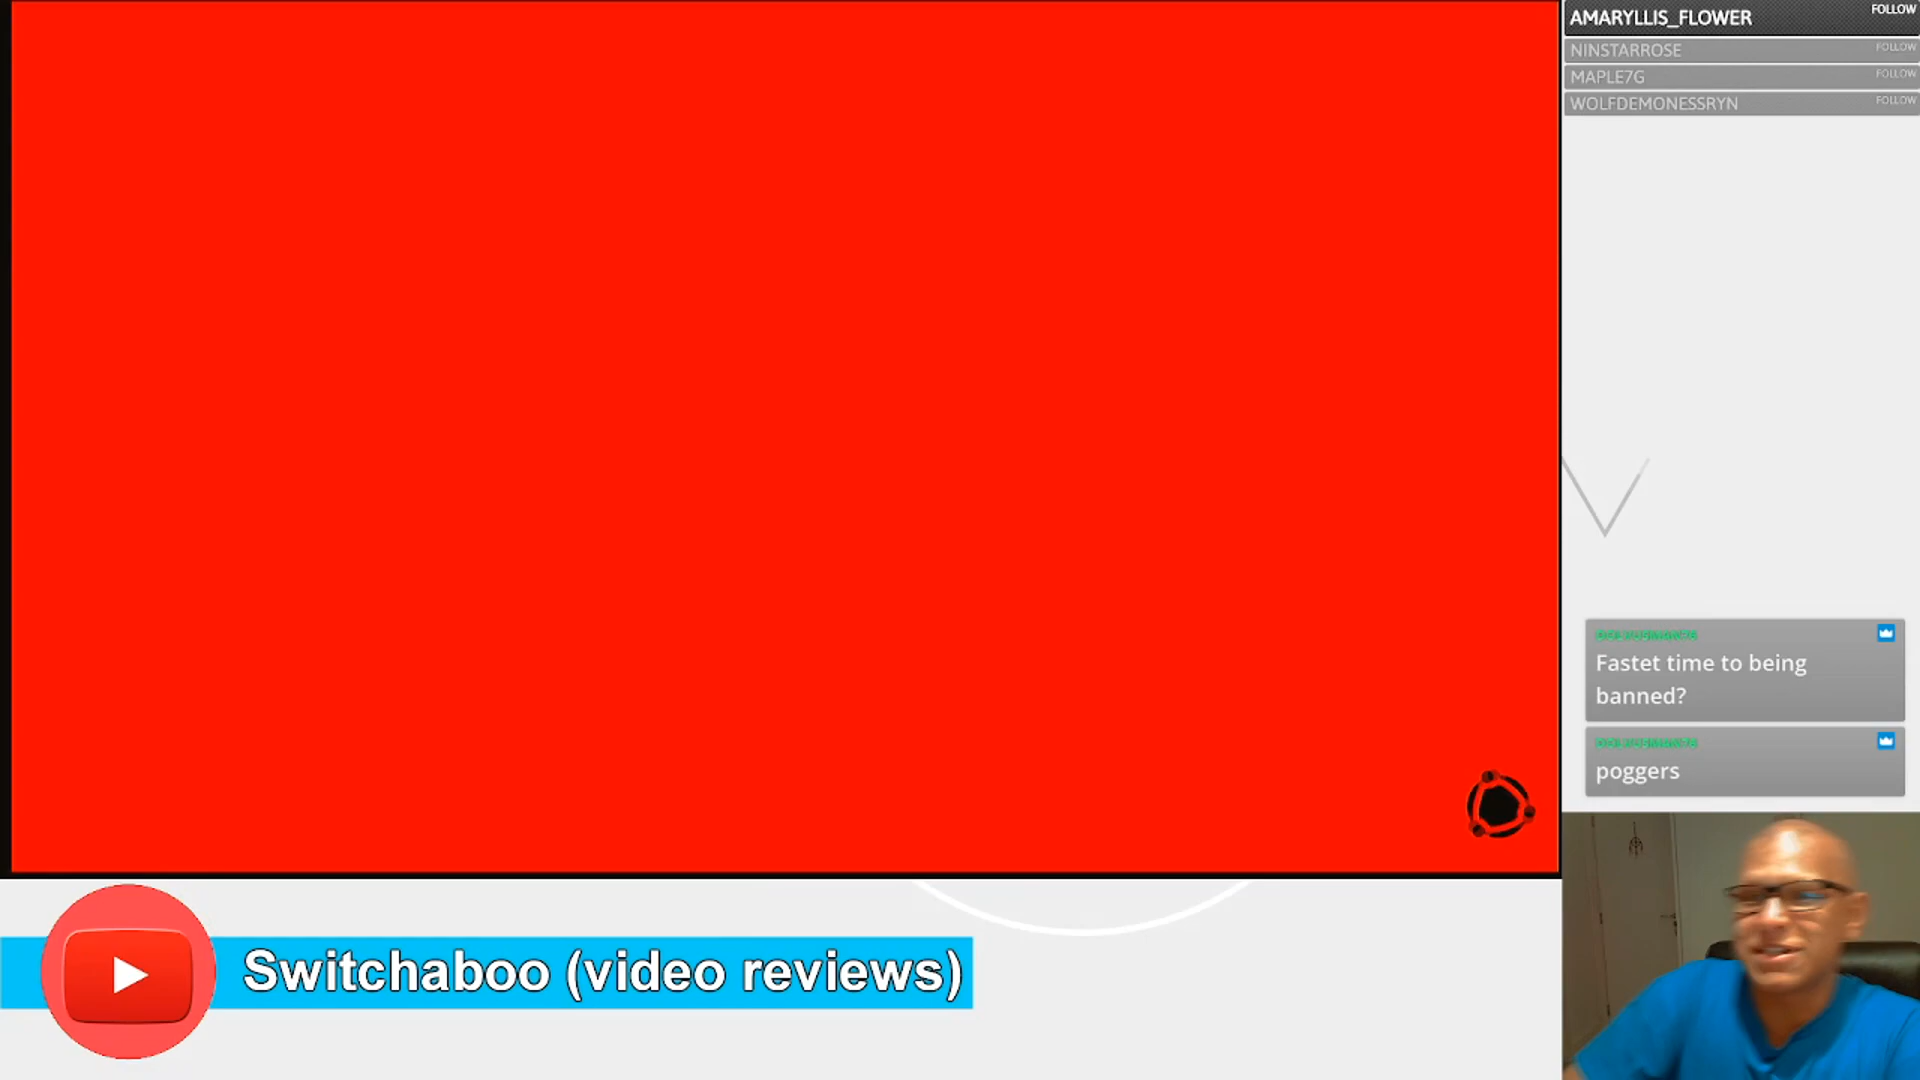 AMARYLLIS_FLOWER FOLLOW
NINSTARROSE FOLLOW
MAPLE7G FOLLOW
WOLFDEMONESSRYN FOLLOW
Fastet time to being
banned?
poggers
Switchaboo (video reviews)